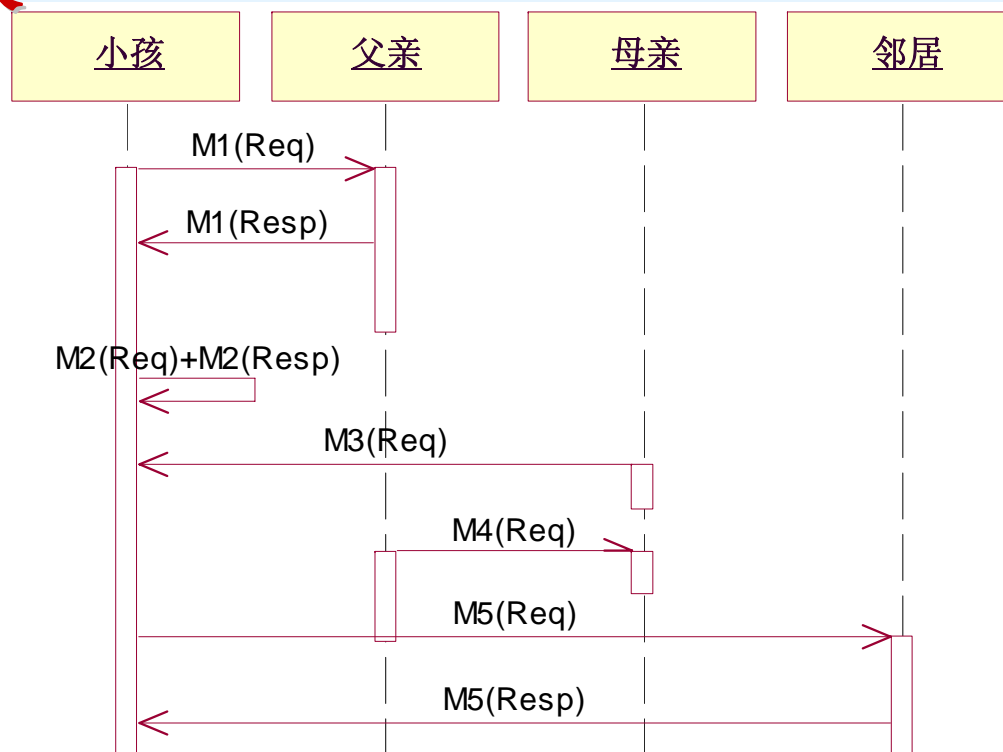 小孩 父亲 母亲 邻居
M1(Req)
M1(Resp)
M2(Req)+M2(Resp)
M3(Req)
M4(Req)
M5(Req)
M5(Resp)